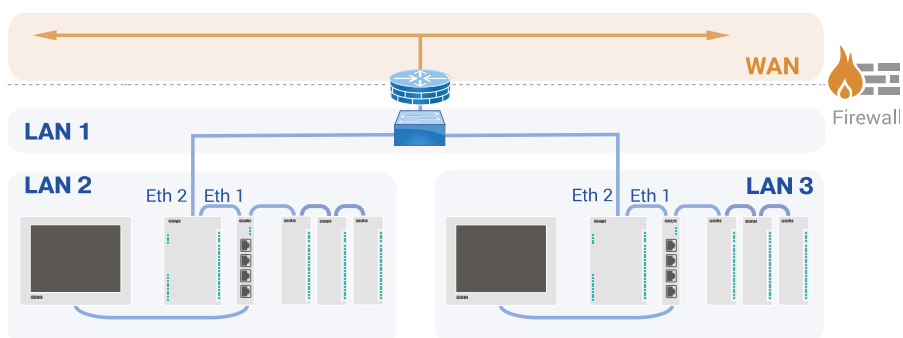 WAN
Firewall
LAN 1
LAN 2
LAN 3
Eth 2
Eth 1
Eth 2
Eth 1